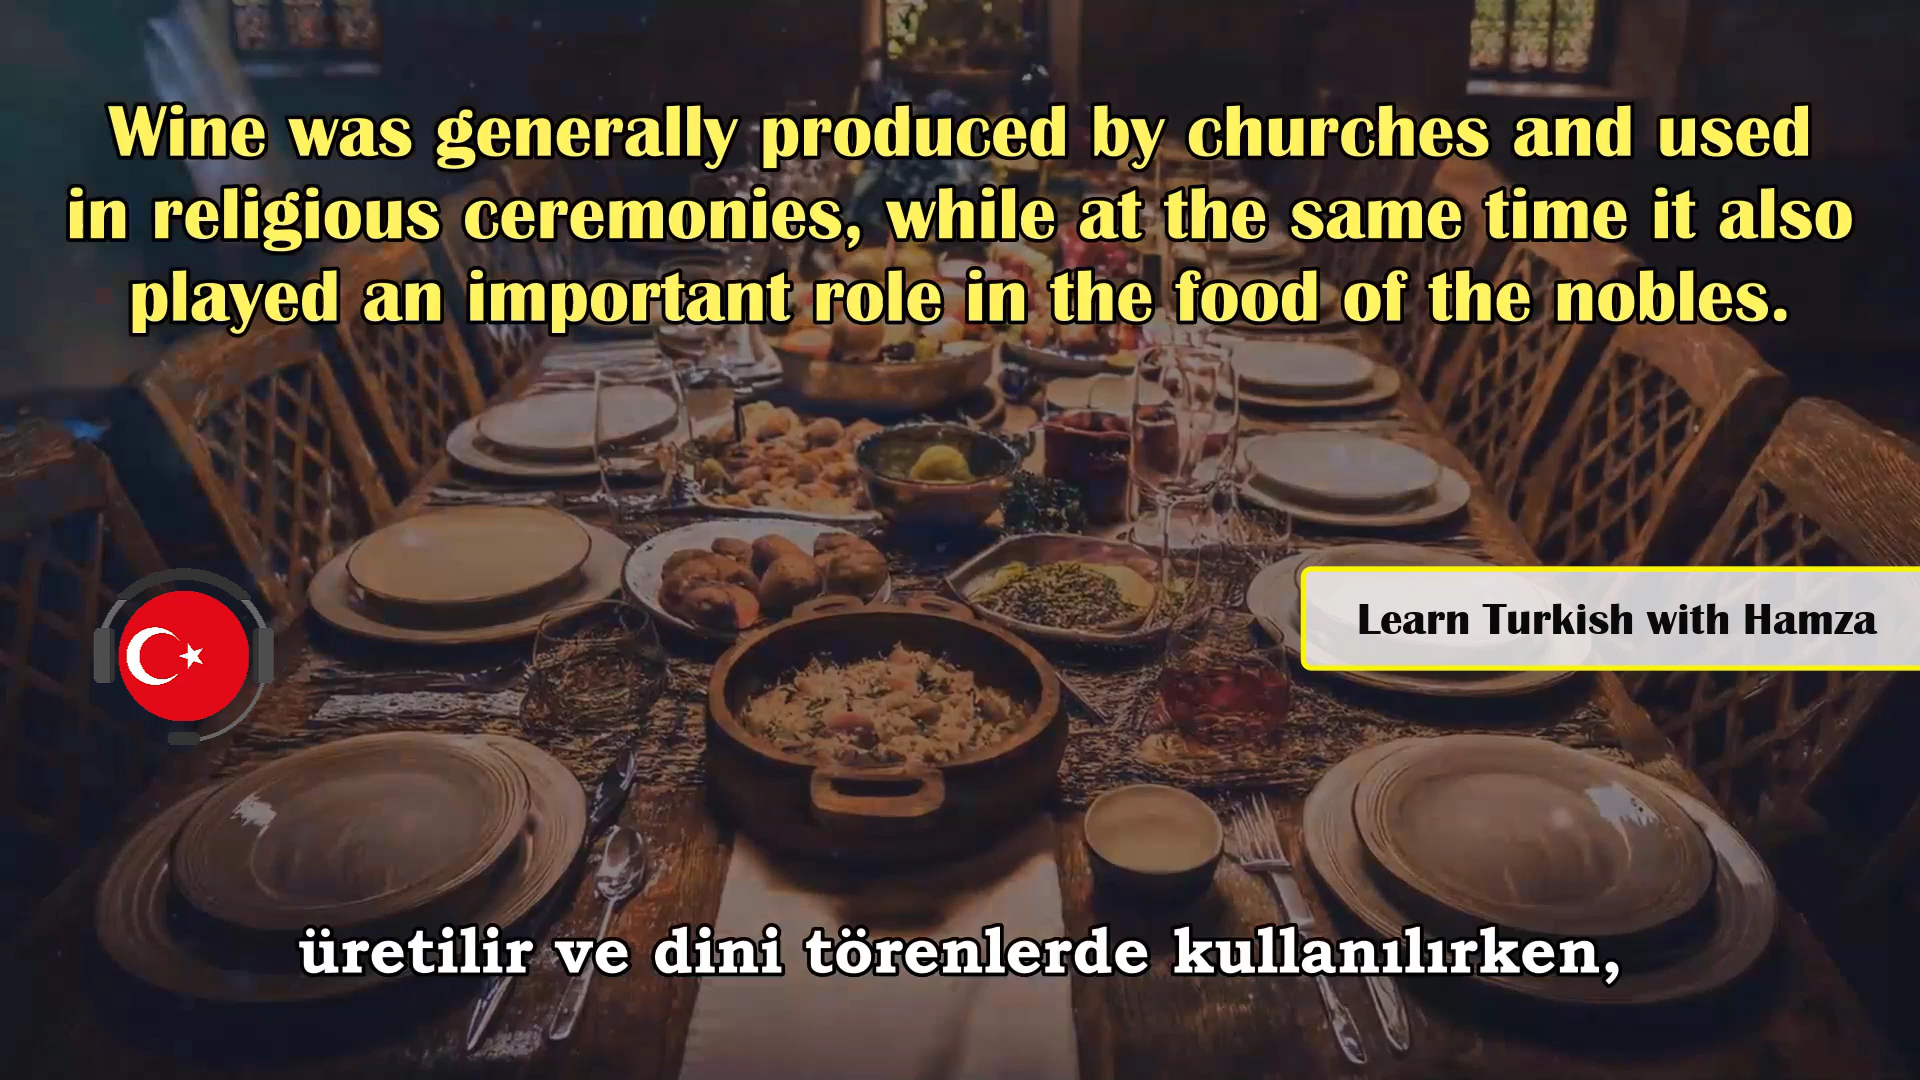 Wine was generally produced by churches and used
in religious ceremonies, while at the same time it also
played an important role in the food of the nobles.
Learn Turkish with Hamza
üretilir ve dini törenlerde kullanılırken,